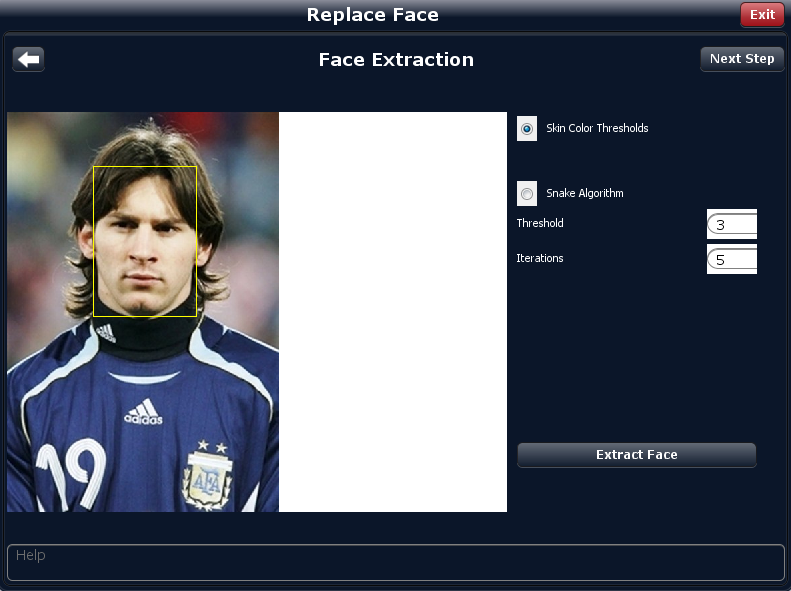 Replace Face
Exit
Face Extraction
Next Step
Skin Color Thresholds
Snake Algorithm
Threshold
3
Iterations
5
adidas
19
AFA
Extract Face
Help